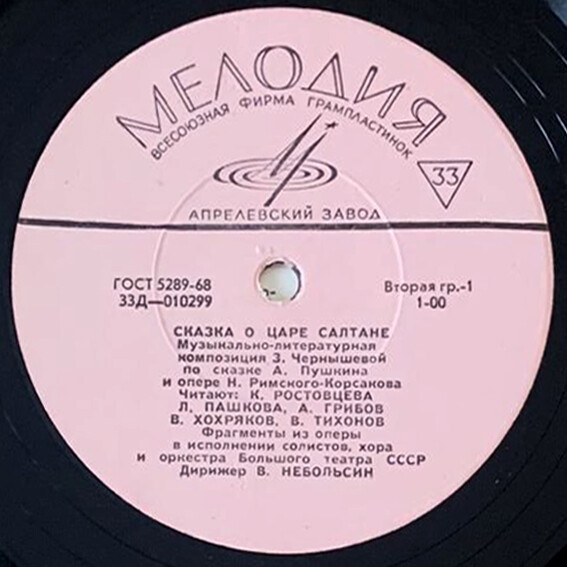 МЕЛОДИЯ
ВСЕСОЮЗНАЯ ФИРМА ГРАМПЛАСТИНОК
33
АПРЕЛЕВСКИЙ ЗАВОД
ГОСТ 5289-68
33Д—010299
Вторая гр.-1
1-00
СКАЗКА О ЦАРЕ САЛТАНЕ
Музыкально-литературная
композиция З. Чернышевой
по сказке А. Пушкина
и опере Н. Римского-Корсакова
Читают: К. РОСТОВЦЕВА
Л. ПАШКОВА, А. ГРИБОВ
В. ХОХРЯКОВ, В. ТИХОНОВ
Фрагменты из оперы
в исполнении солистов, хора
и оркестра Большого театра СССР
Дирижер В. НЕБОЛЬСИН